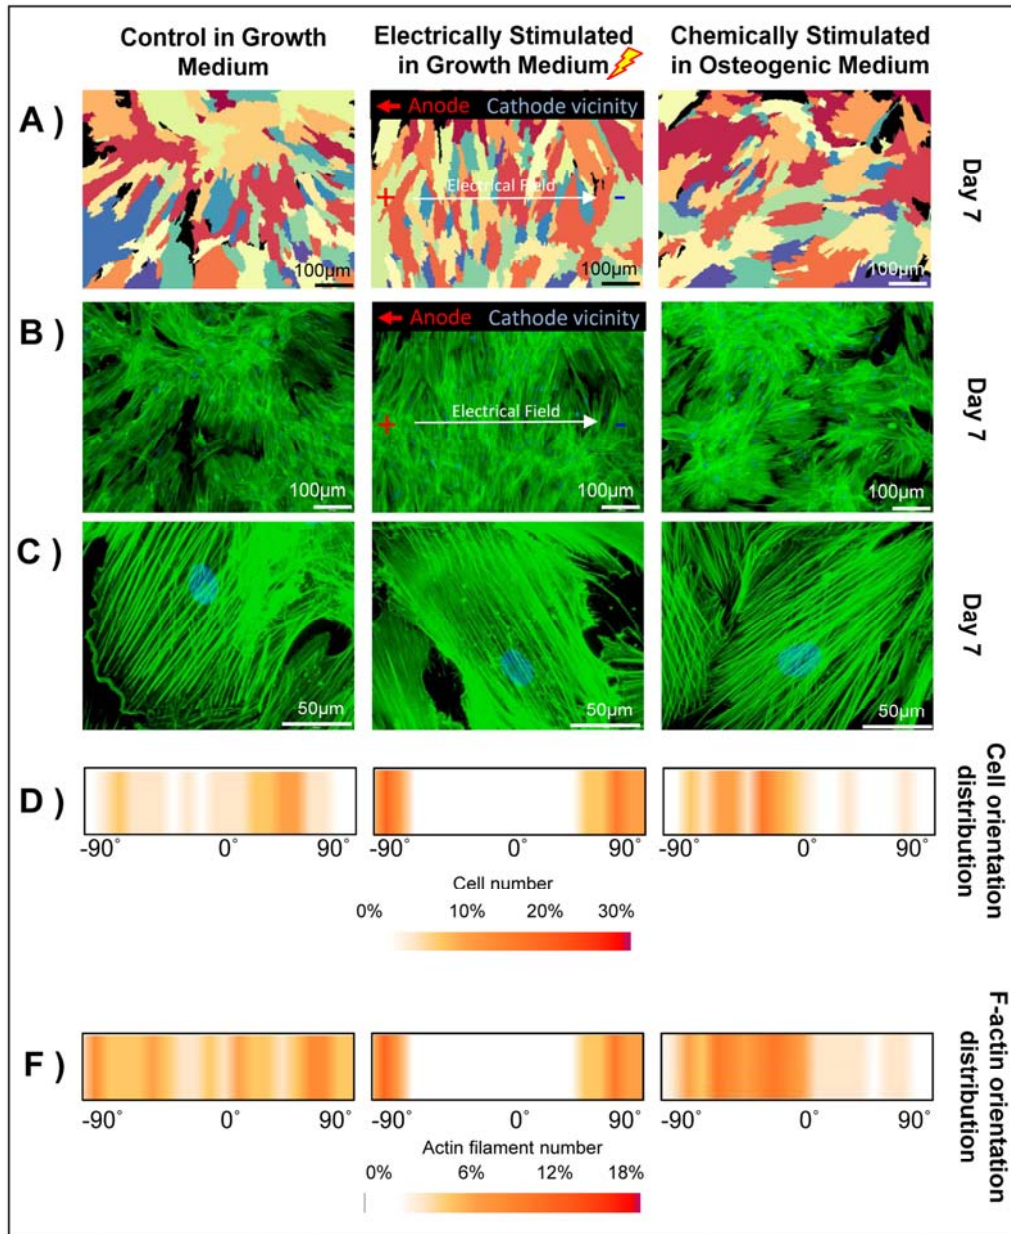 Control in Growth
Medium
Electrically Stimulated
in Growth Medium
Chemically Stimulated
in Osteogenic Medium
A )
Anode Cathode vicinity
Electrical Field
+ -
100µm
100µm
100µm
Day 7
B )
Anode Cathode vicinity
Electrical Field
+ -
100µm
100µm
100µm
Day 7
C )
50µm
50µm
50µm
Day 7
D )
-90˚ 0˚ 90˚
-90˚ 0˚ 90˚
-90˚ 0˚ 90˚
Cell orientation
distribution
Cell number
0% 10% 20% 30%
F )
-90˚ 0˚ 90˚
-90˚ 0˚ 90˚
-90˚ 0˚ 90˚
F-actin orientation
distribution
Actin filament number
0% 6% 12% 18%